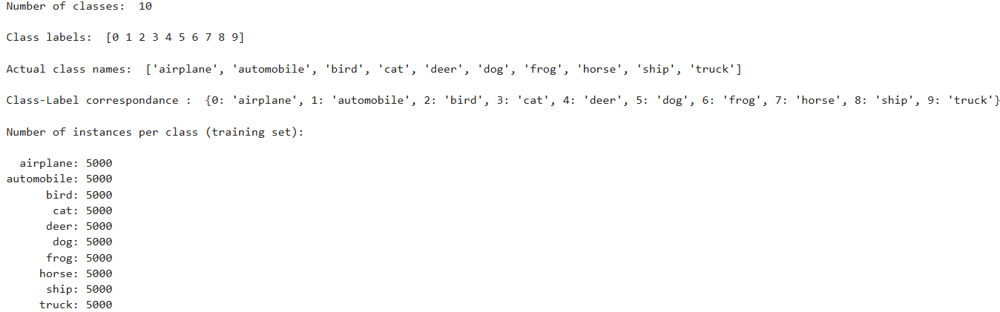 Number of classes:  10
Class labels:  [0 1 2 3 4 5 6 7 8 9]
Actual class names:  ['airplane', 'automobile', 'bird', 'cat', 'deer', 'dog', 'frog', 'horse', 'ship', 'truck']
Class-Label correspondance :  {0: 'airplane', 1: 'automobile', 2: 'bird', 3: 'cat', 4: 'deer', 5: 'dog', 6: 'frog', 7: 'horse', 8: 'ship', 9: 'truck'}
Number of instances per class (training set):
airplane: 5000
automobile: 5000
bird: 5000
cat: 5000
deer: 5000
dog: 5000
frog: 5000
horse: 5000
ship: 5000
truck: 5000